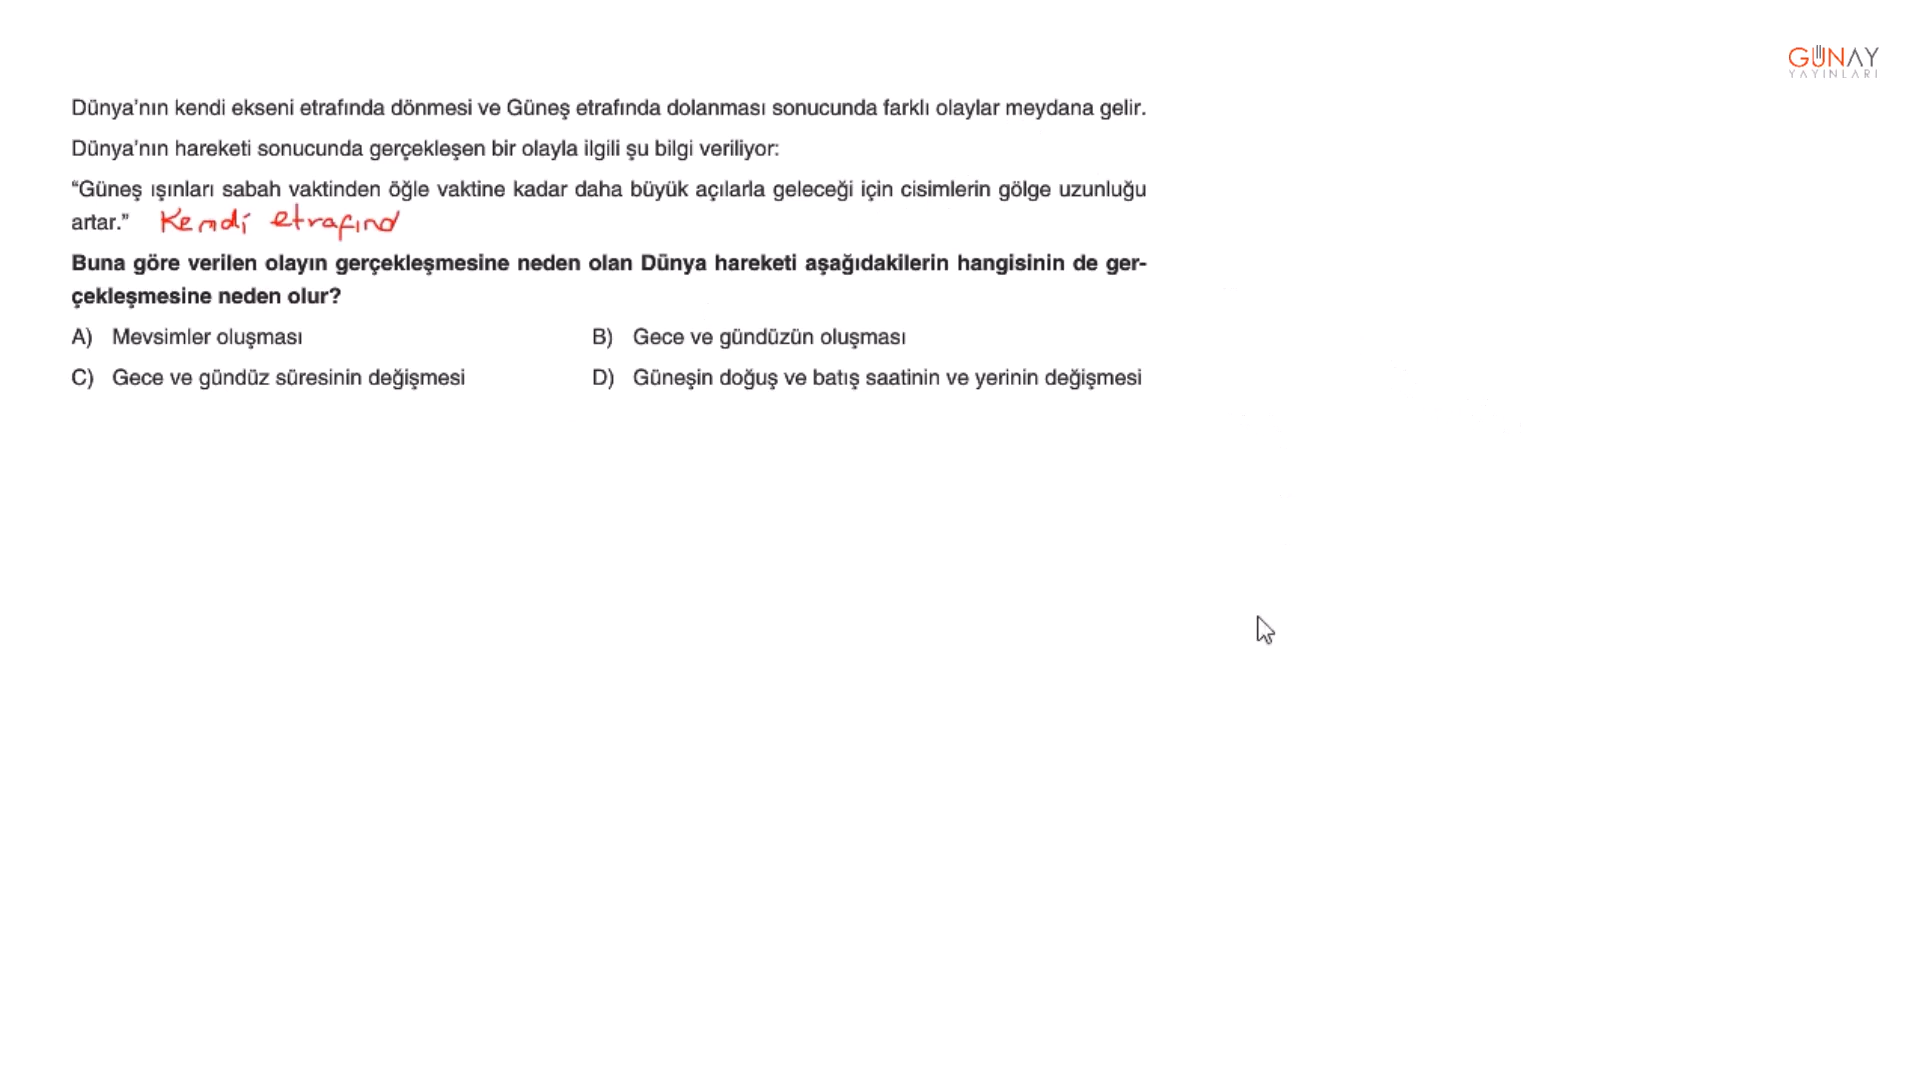 GÜNAY
YAYINLARI
Dünya’nın kendi ekseni etrafında dönmesi ve Güneş etrafında dolanması sonucunda farklı olaylar meydana gelir.
Dünya’nın hareketi sonucunda gerçekleşen bir olayla ilgili şu bilgi veriliyor:
“Güneş ışınları sabah vaktinden öğle vaktine kadar daha büyük açılarla geleceği için cisimlerin gölge uzunluğu
artar.” Kendi etrafınd
Buna göre verilen olayın gerçekleşmesine neden olan Dünya hareketi aşağıdakilerin hangisinin de ger-
çekleşmesine neden olur?
A) Mevsimler oluşması B) Gece ve gündüzün oluşması
C) Gece ve gündüz süresinin değişmesi D) Güneşin doğuş ve batış saatinin ve yerinin değişmesi